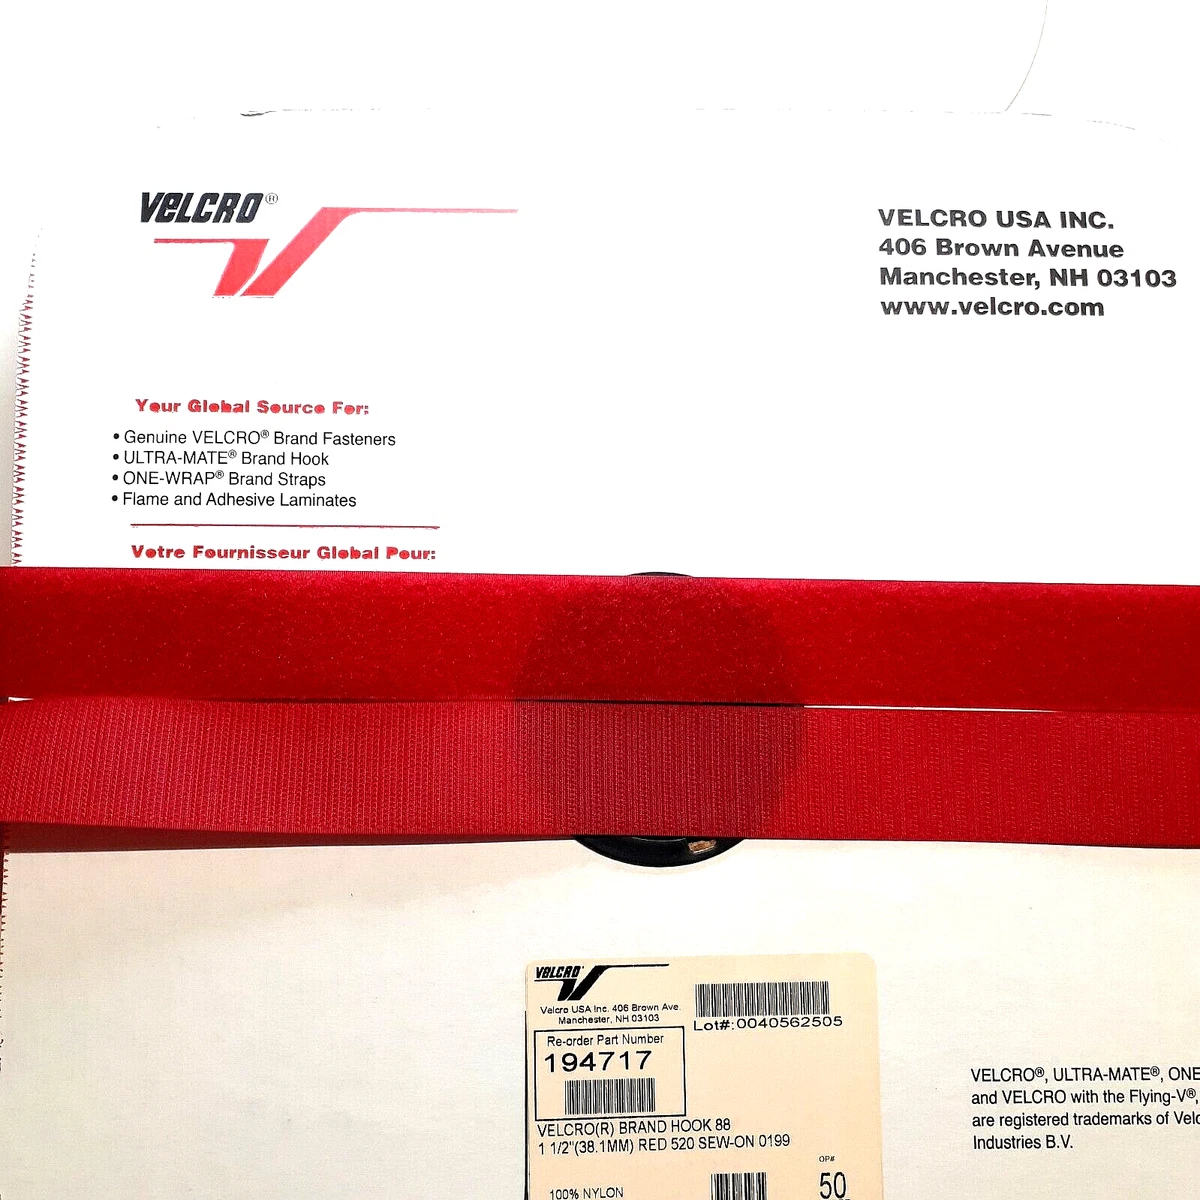 VELCRO®
VELCRO USA INC.
406 Brown Avenue
Manchester, NH 03103
www.velcro.com
Your Global Source For:
• Genuine VELCRO® Brand Fasteners
• ULTRA-MATE® Brand Hook
• ONE-WRAP® Brand Straps
• Flame and Adhesive Laminates
Votre Fournisseur Global Pour:
VELCRO®
Velcro USA Inc. 406 Brown Ave.
Manchester, NH 03103
Lot#:0040562505
Re-order Part Number
194717
VELCRO(R) BRAND HOOK 88
1 1/2"(38.1MM) RED 520 SEW-ON 0199
OP#
50
100% NYLON
VELCRO®, ULTRA-MATE®, ONE
and VELCRO with the Flying-V®,
are registered trademarks of Velc
Industries B.V.